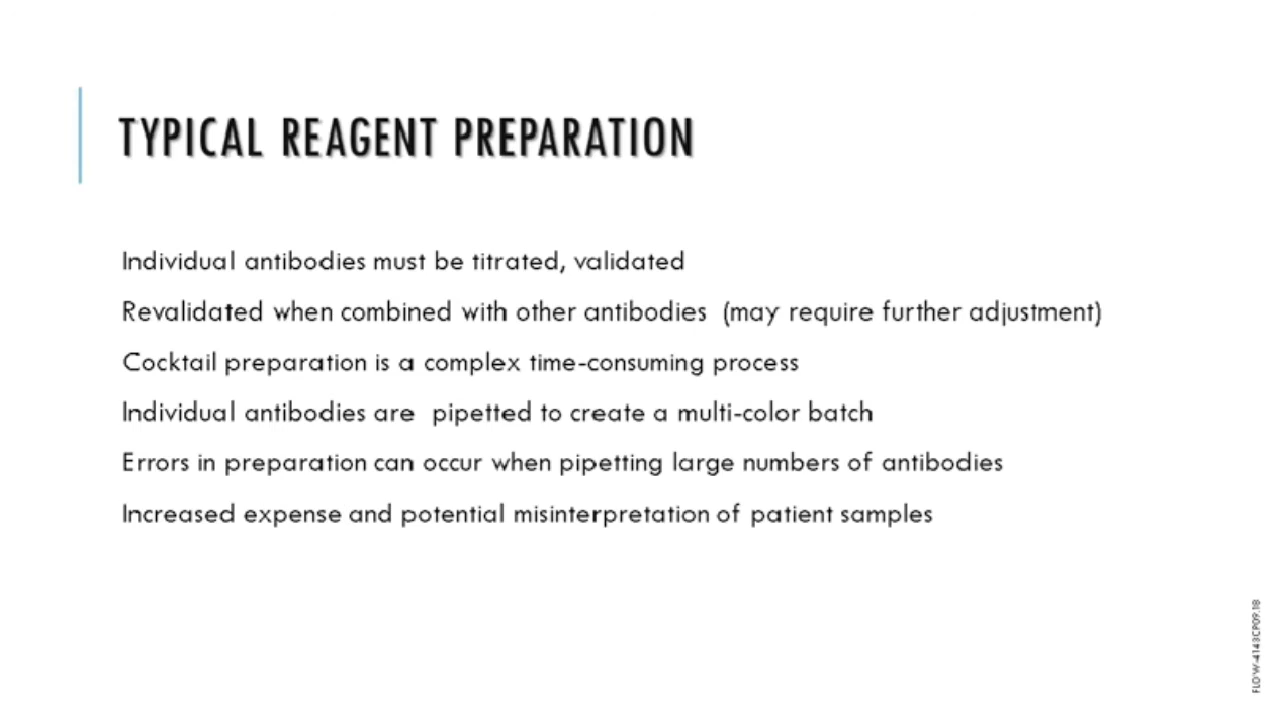 TYPICAL REAGENT PREPARATION
Individual antibodies must be titrated, validated
Revalidated when combined with other antibodies (may require further adjustment)
Cocktail preparation is a complex time-consuming process
Individual antibodies are pipetted to create a multi-color batch
Errors in preparation can occur when pipetting large numbers of antibodies
Increased expense and potential misinterpretation of patient samples
FLOW-4143CP09.18